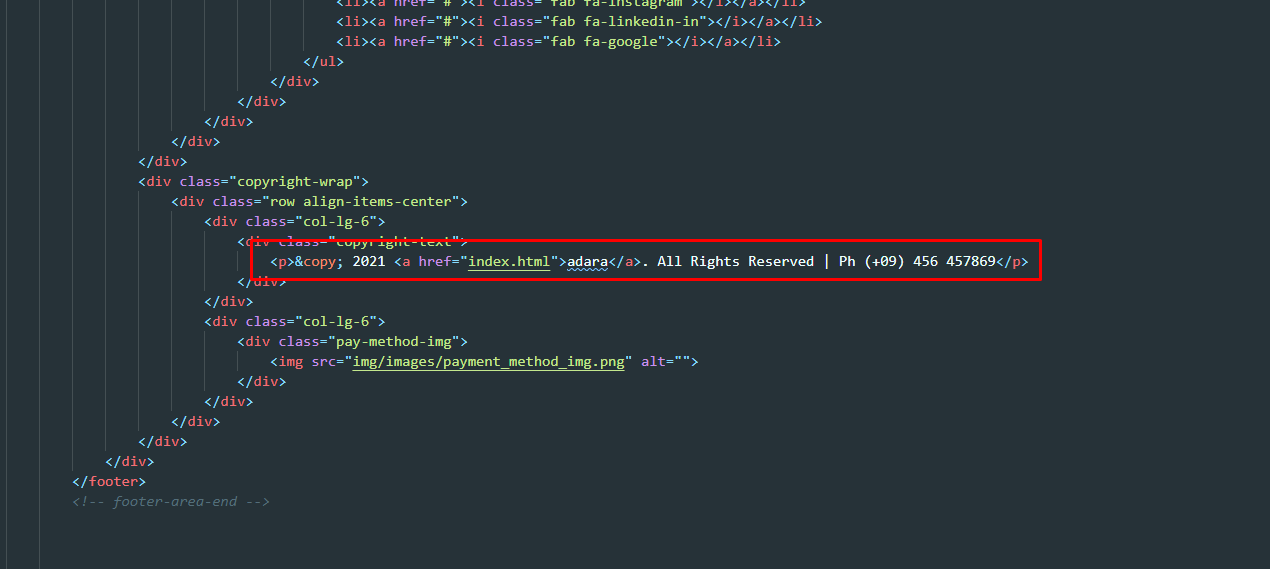 <li><a href="#"><i class="fab fa-instagram"></i></a></li>
<li><a href="#"><i class="fab fa-linkedin-in"></i></a></li>
<li><a href="#"><i class="fab fa-google"></i></a></li>
</ul>
</div>
</div>
</div>
</div>
</div>
<div class="copyright-wrap">
<div class="row align-items-center">
<div class="col-lg-6">
<div class="copyright-text">
<p>&copy; 2021 <a href="index.html">adara</a>. All Rights Reserved | Ph (+09) 456 457869</p>
</div>
</div>
<div class="col-lg-6">
<div class="pay-method-img">
<img src="img/images/payment_method_img.png" alt="">
</div>
</div>
</div>
</div>
</div>
</footer>
<!-- footer-area-end -->